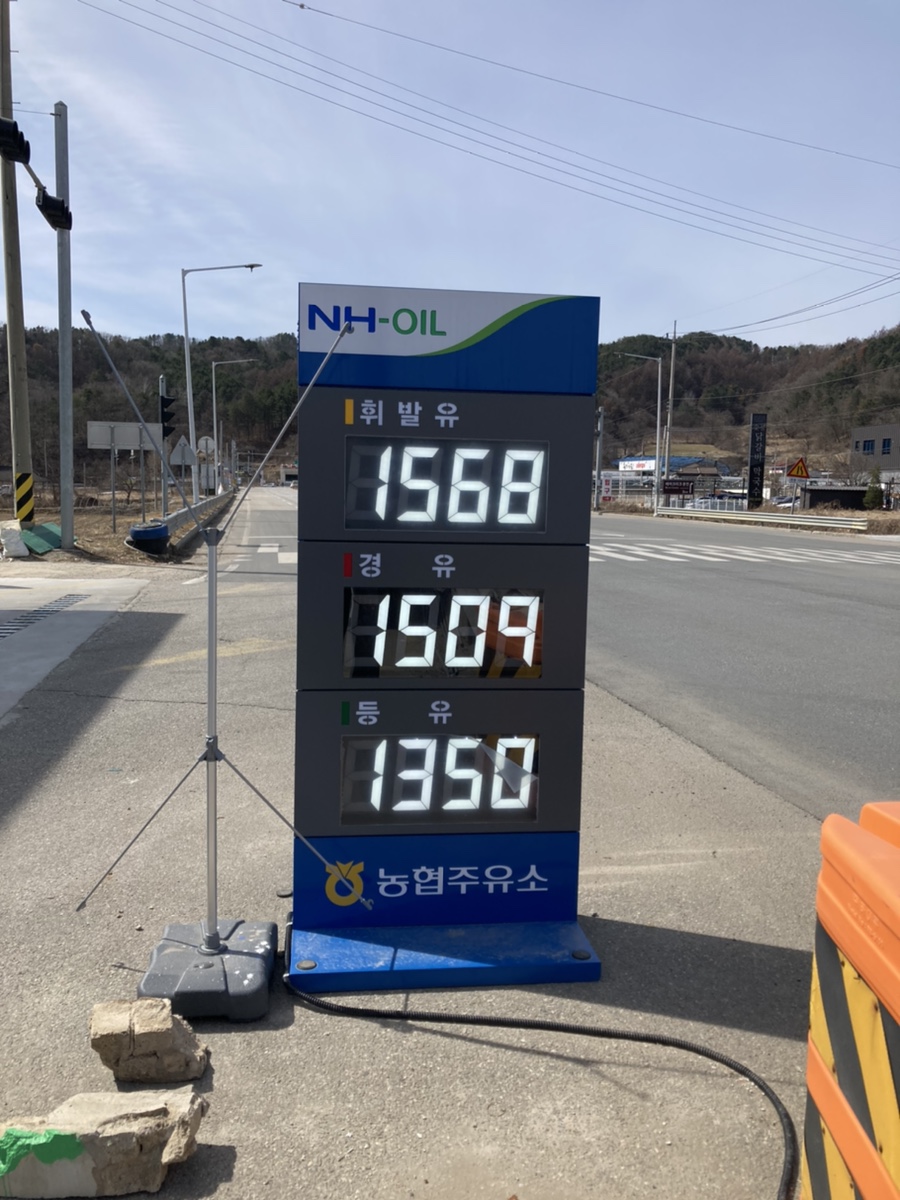 NH-OIL
휘발유
1568
경 유
1509
등 유
1350
농협주유소